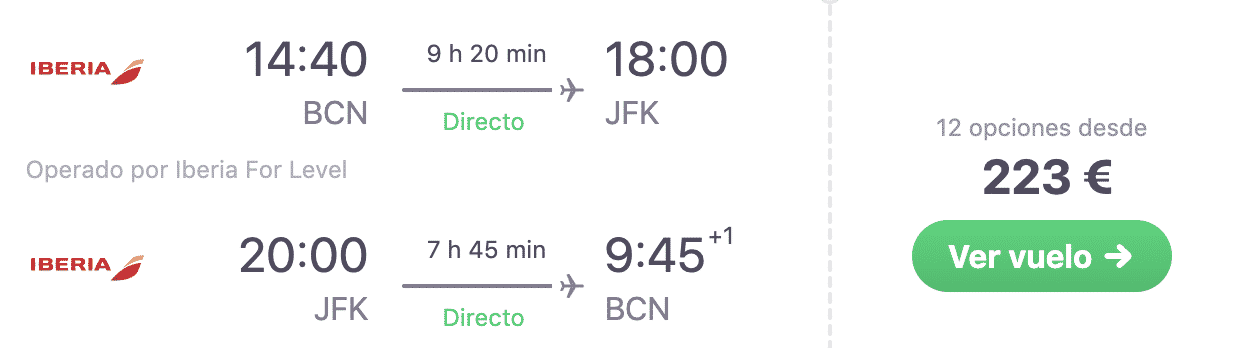 IBERIA 14:40 9 h 20 min 18:00
BCN Directo JFK
Operado por Iberia For Level
IBERIA 20:00 7 h 45 min 9:45+1
JFK Directo BCN
12 opciones desde
223 €
Ver vuelo →